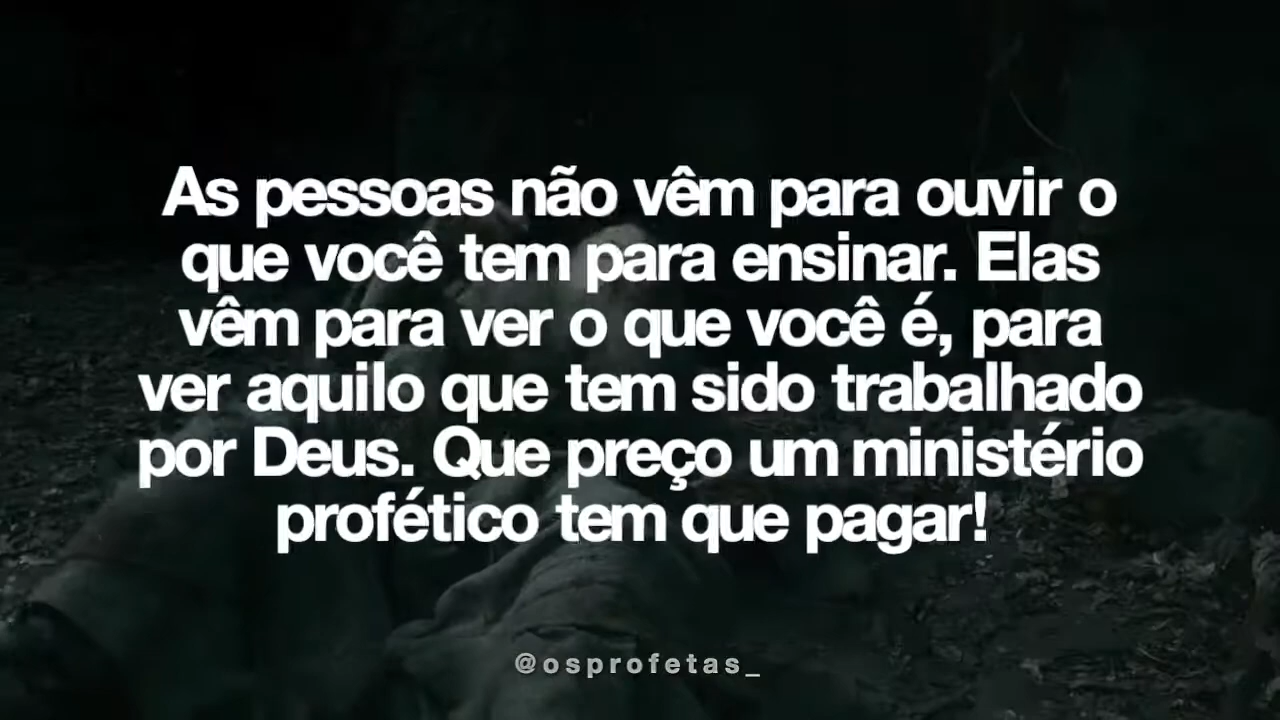 As pessoas não vêm para ouvir o
que você tem para ensinar. Elas
vêm para ver o que você é, para
ver aquilo que tem sido trabalhado
por Deus. Que preço um ministério
profético tem que pagar!
@osprofetas_